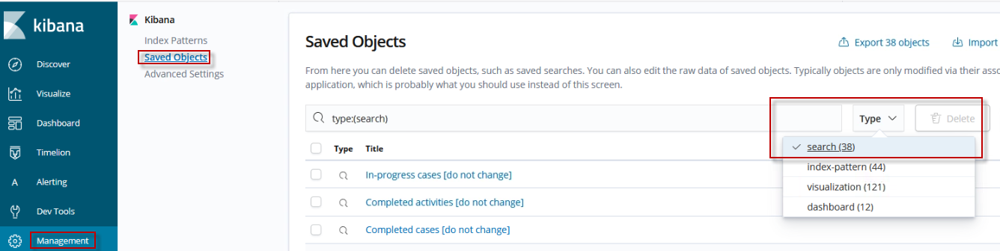 kibana
Discover
Visualize
Dashboard
Timelion
A Alerting
Dev Tools
Management
Kibana
Index Patterns
Saved Objects
Advanced Settings
Saved Objects
Export 38 objects
Import
From here you can delete saved objects, such as saved searches. You can also edit the raw data of saved objects. Typically objects are only modified via their asso
application, which is probably what you should use instead of this screen.
type:(search)
Type
Delete
search (38)
index-pattern (44)
visualization (121)
dashboard (12)
Type Title
In-progress cases [do not change]
Completed activities [do not change]
Completed cases [do not change]